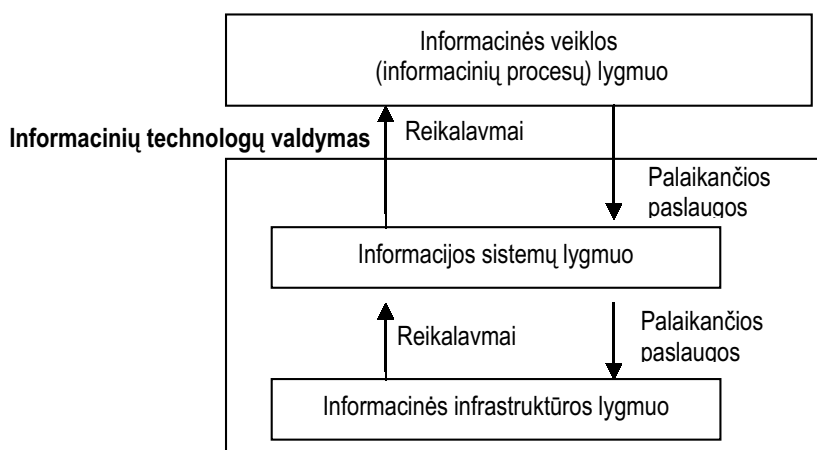 Informacinės veiklos
(informacinių procesų) lygmuo
Informacinių technologų valdymas
Reikalavmai
Palaikančios
paslaugos
Informacijos sistemų lygmuo
Reikalavmai
Palaikančios
paslaugos
Informacinės infrastruktūros lygmuo